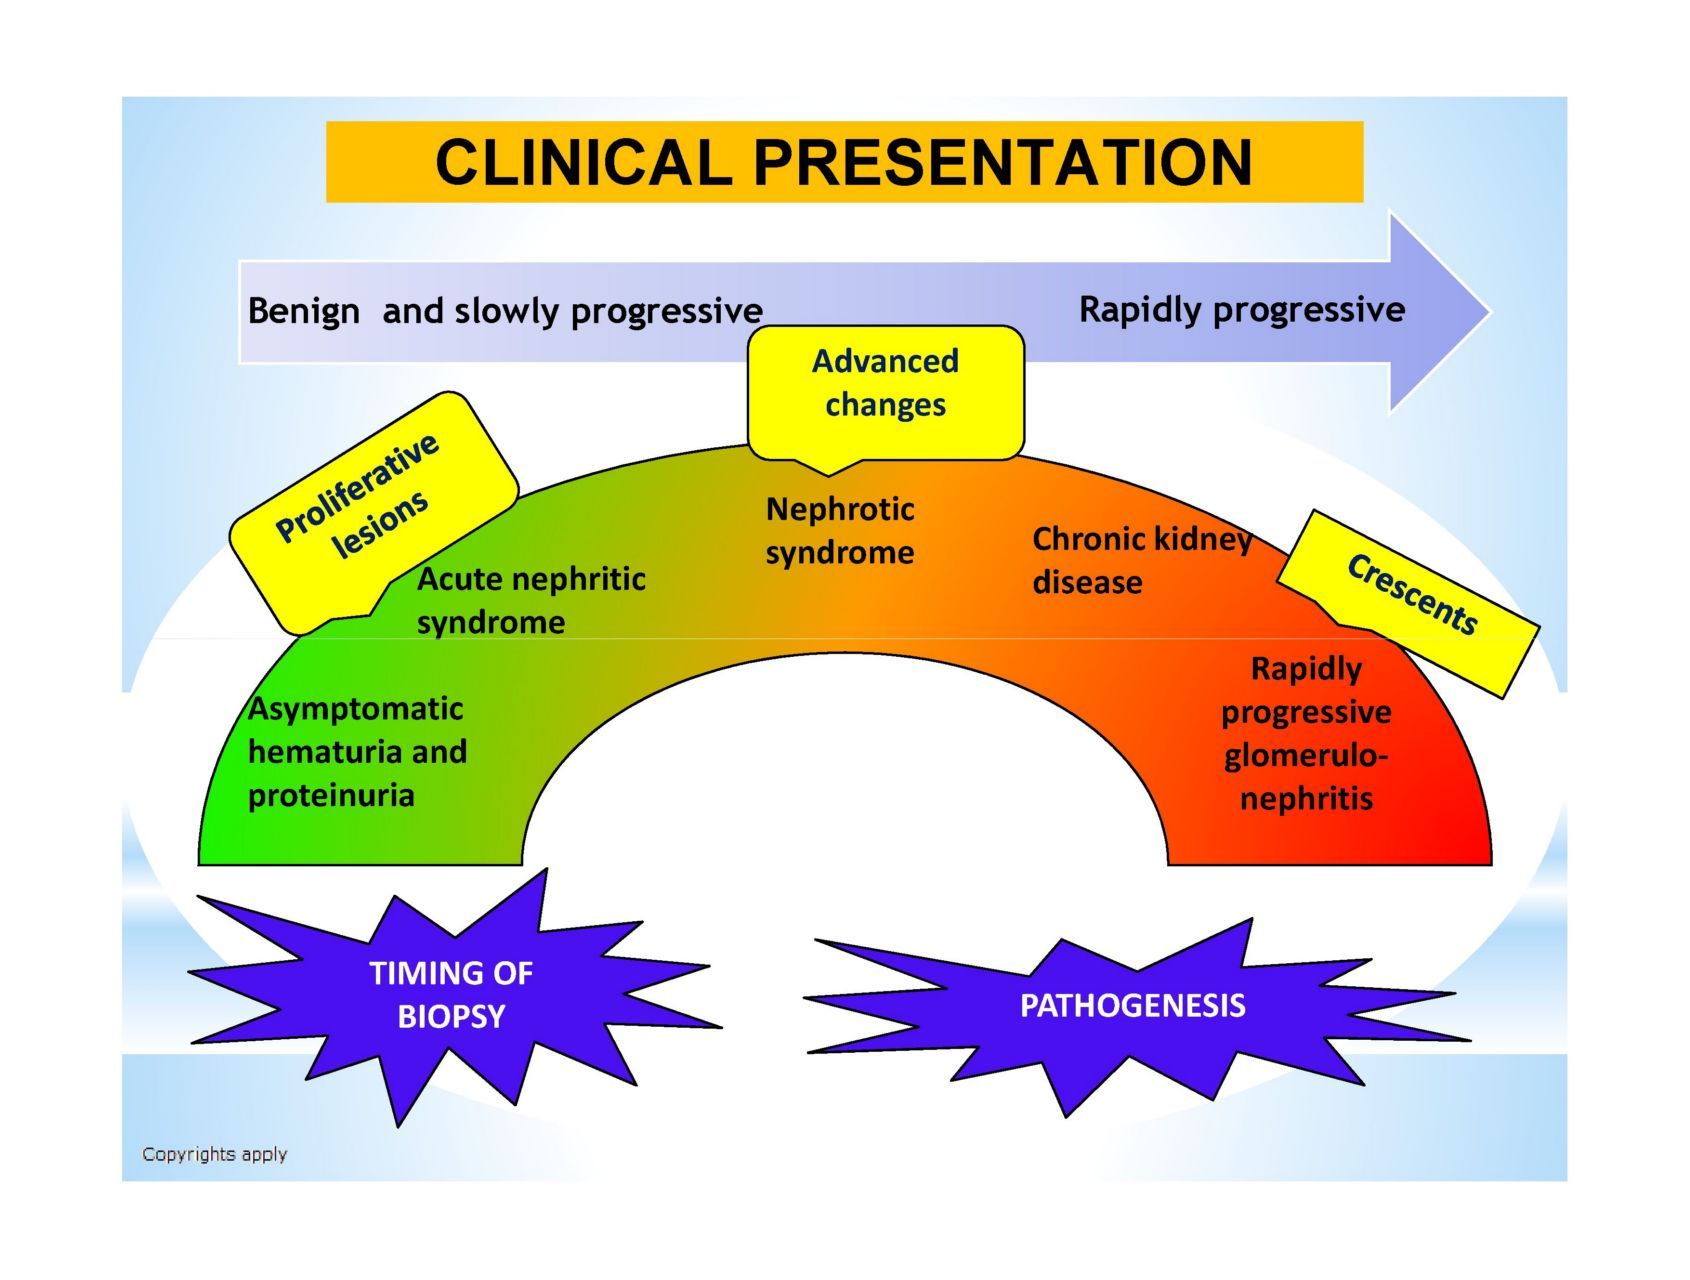 CLINICAL PRESENTATION
Benign and slowly progressive
Rapidly progressive
Advanced
changes
Proliferative
lesions
Nephrotic
syndrome
Chronic kidney
disease
Crescents
Acute nephritic
syndrome
Asymptomatic
hematuria and
proteinuria
Rapidly
progressive
glomerulo-
nephritis
TIMING OF
BIOPSY
PATHOGENESIS
Copyrights apply